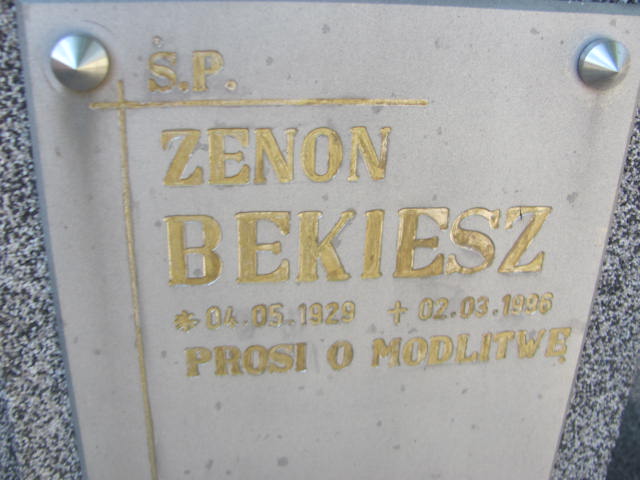 Ś.P.
ZENON
BEKIESZ
* 04.05.1929 + 02.03.1996
PROSI O MODLITWĘ